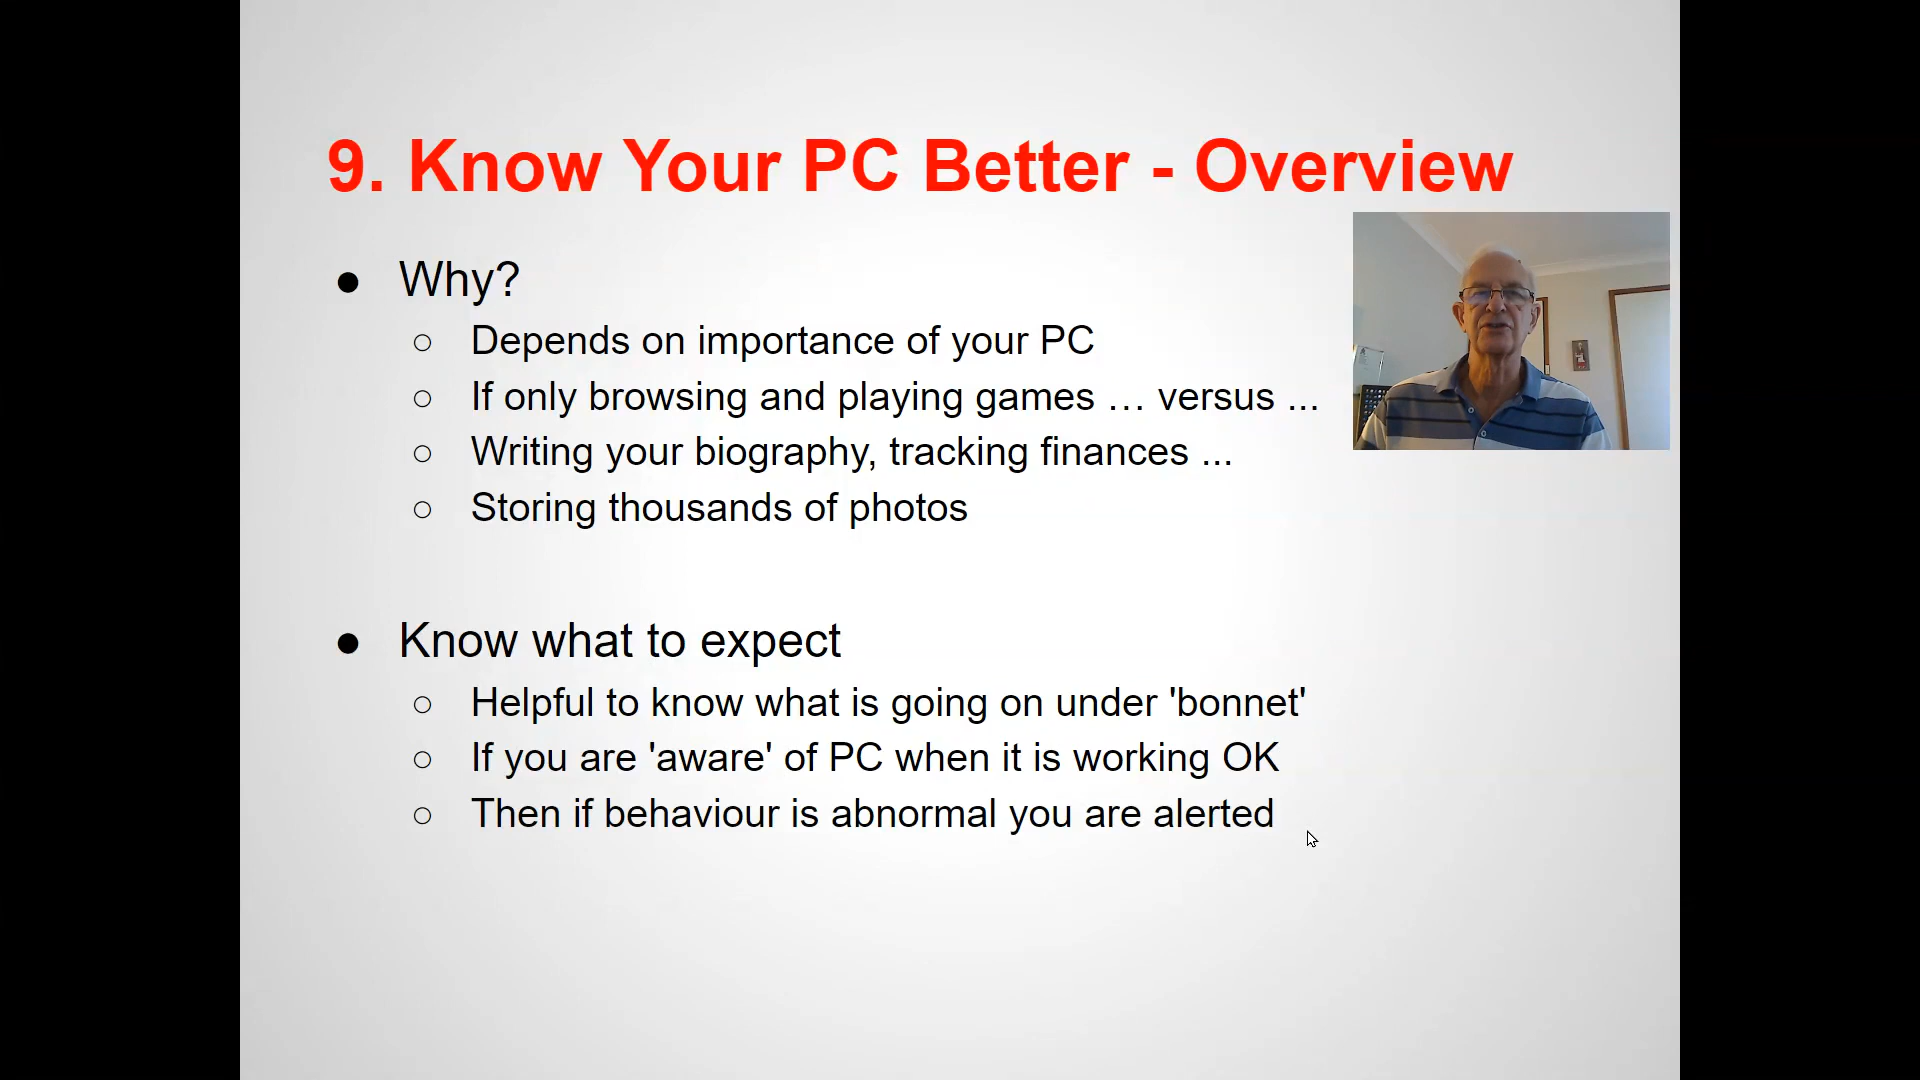 9. Know Your PC Better - Overview
● Why?
○ Depends on importance of your PC
○ If only browsing and playing games … versus ...
○ Writing your biography, tracking finances ...
○ Storing thousands of photos
● Know what to expect
○ Helpful to know what is going on under 'bonnet'
○ If you are 'aware' of PC when it is working OK
○ Then if behaviour is abnormal you are alerted